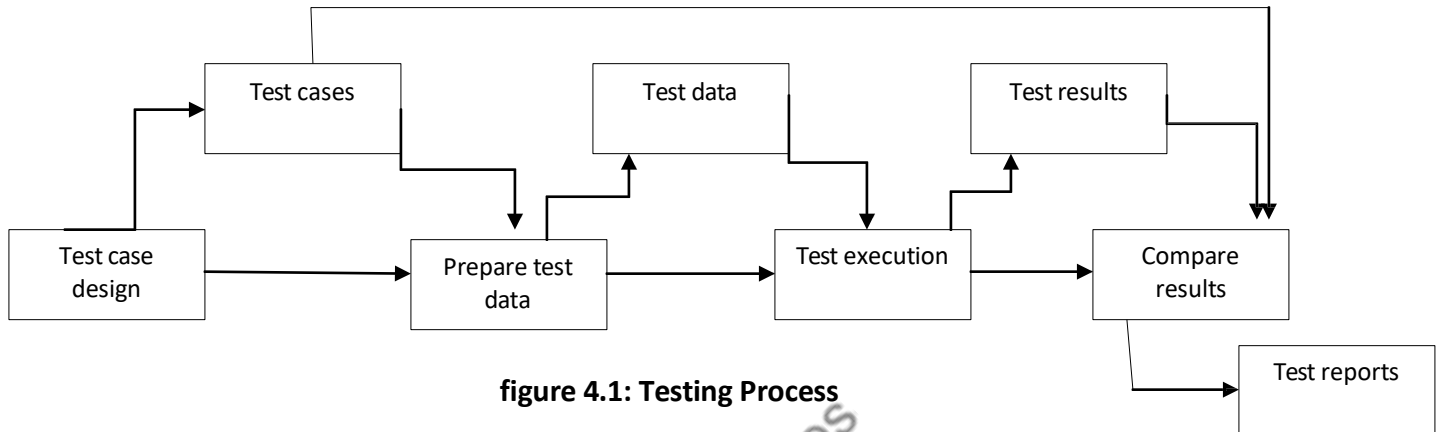 Test cases
Test data
Test results
Test case
design
Prepare test
data
Test execution
Compare
results
Test reports
figure 4.1: Testing Process